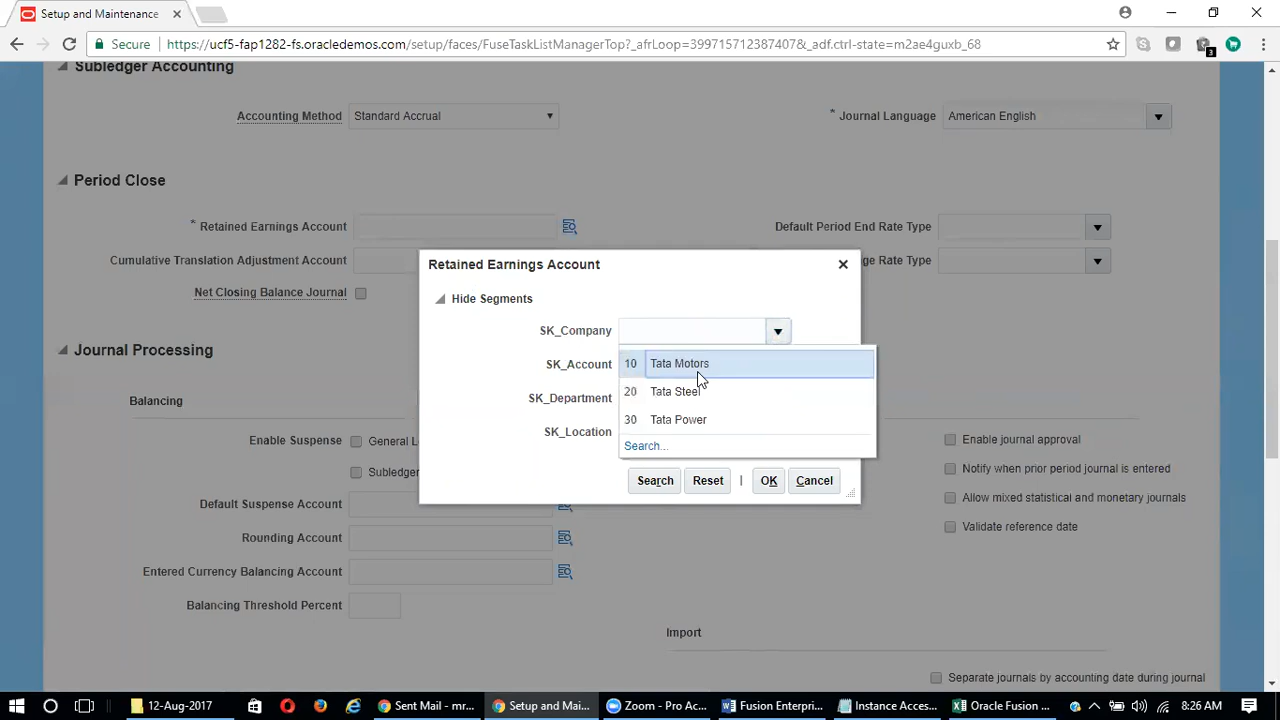 Setup and Maintenance
Secure
https://ucf5-fap1282-fs.oracledemos.com/setup/faces/FuseTaskListManagerTop?_afrLoop=399715712387407&_adf.ctrl-state=m2ae4guxb_68
3
Subledger Accounting
Accounting Method Standard Accrual
* Journal Language American English
Period Close
* Retained Earnings Account
Default Period End Rate Type
Cumulative Translation Adjustment Account
ge Rate Type
Net Closing Balance Journal
Retained Earnings Account
Hide Segments
SK_Company
SK_Account
SK_Department
SK_Location
10 Tata Motors
20 Tata Steel
30 Tata Power
Search...
Search Reset | OK Cancel
Journal Processing
Balancing
Enable Suspense General L
Subledger
Default Suspense Account
Rounding Account
Entered Currency Balancing Account
Balancing Threshold Percent
Enable journal approval
Notify when prior period journal is entered
Allow mixed statistical and monetary journals
Validate reference date
Import
Separate journals by accounting date during journal
12-Aug-2017
Sent Mail - mr...
Setup and Mai...
Zoom - Pro Ac...
Fusion Enterpri...
Instance Acces...
Oracle Fusion ...
8:26 AM